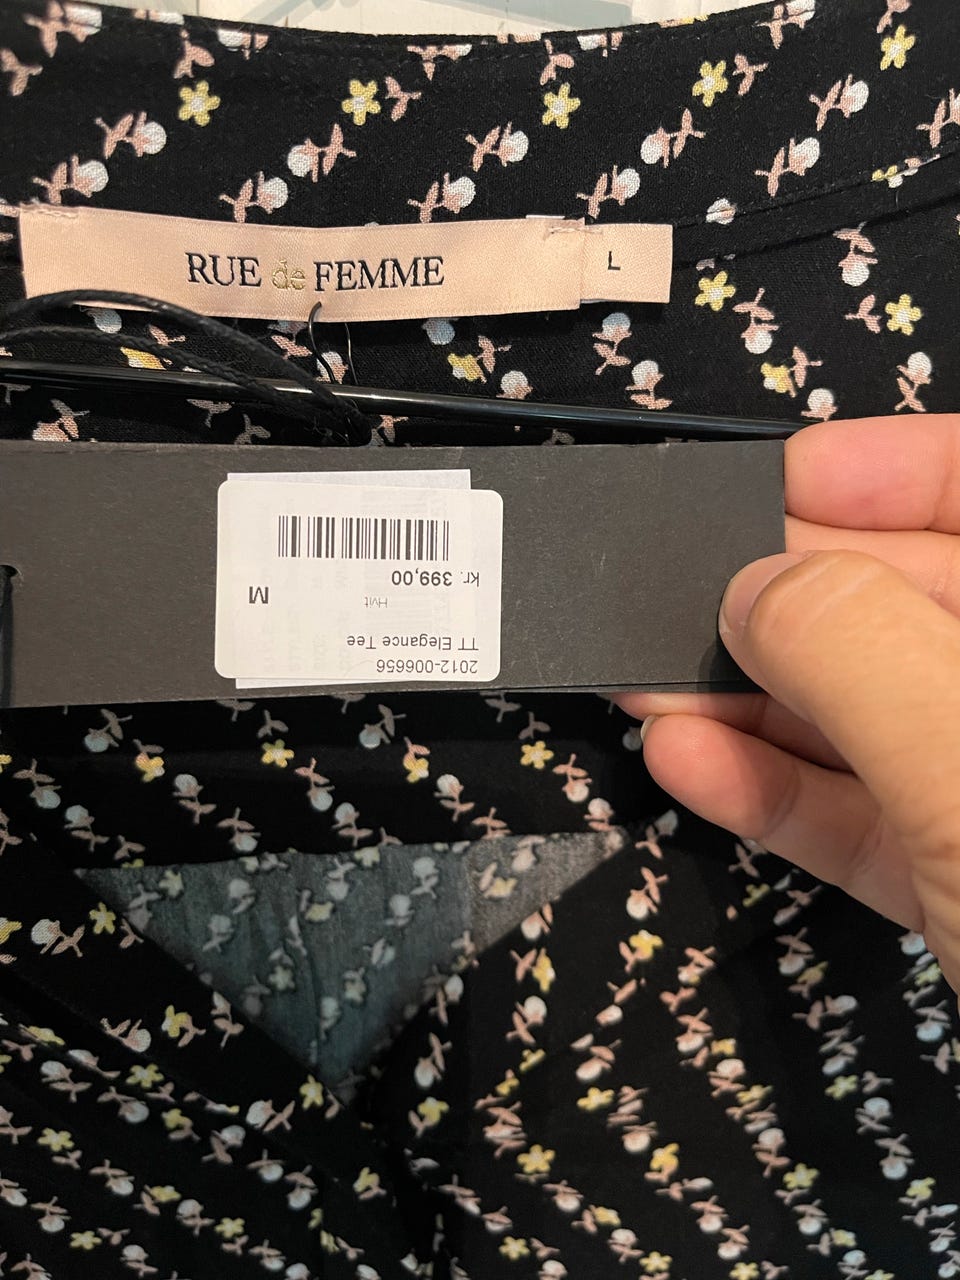 RUE de FEMME
L
2012-006656
TT Elegance Tee
Hvit
M
kr. 399,00